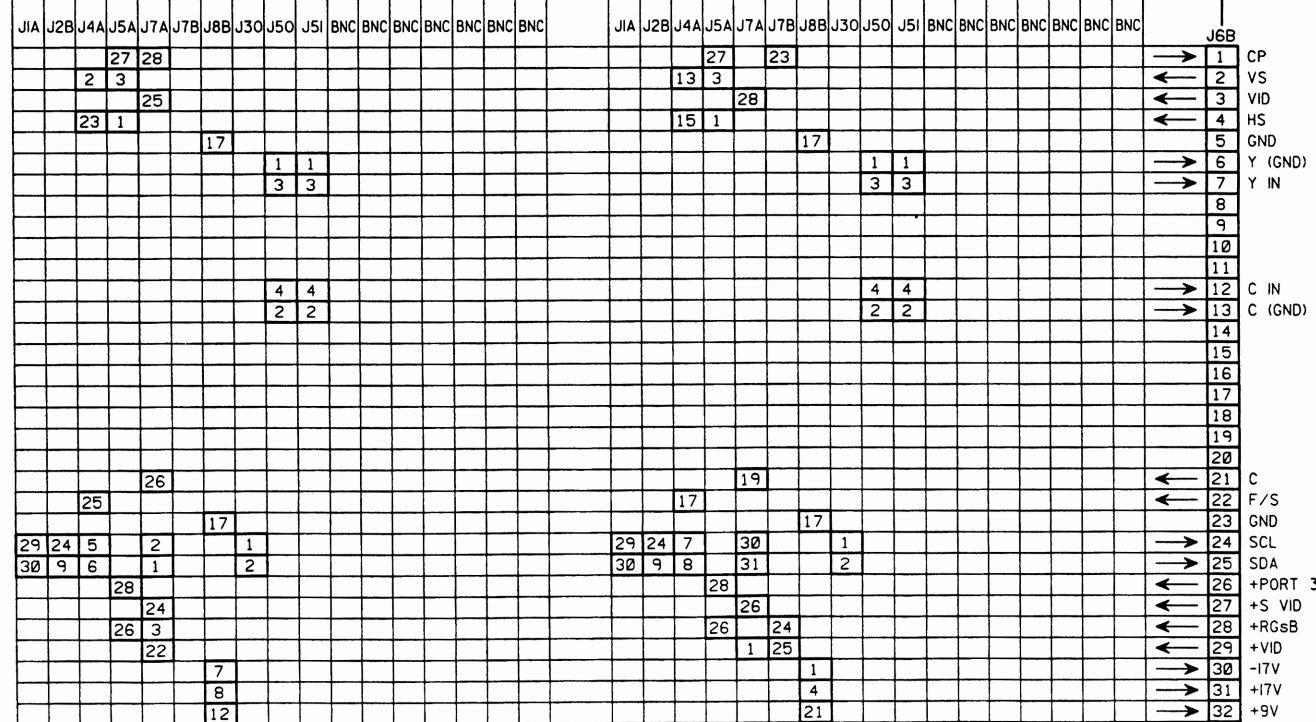 J1A J2B J4A J5A J7A J7B J8B J30 J50 J51 BNC BNC BNC BNC BNC BNC BNC J1A J2B J4A J5A J7A J7B J8B J30 J50 J51 BNC BNC BNC BNC BNC BNC BNC J6B
27 28 27 23 1 CP
2 3 13 3 2 VS
25 28 3 VID
23 1 15 1 4 HS
17 17 5 GND
1 1 1 1 6 Y (GND)
3 3 3 3 7 Y IN
8
9
10
11
4 4 4 4 12 C IN
2 2 2 2 13 C (GND)
14
15
16
17
18
19
20
26 19 21 C
25 17 22 F/S
17 17 23 GND
29 24 5 2 1 29 24 7 30 1 24 SCL
30 9 6 1 2 30 9 8 31 2 25 SDA
28 28 26 +PORT 3
24 26 27 +S VID
26 3 26 24 28 +RGsB
22 1 25 29 +VID
7 1 30 -17V
8 4 31 +17V
12 21 32 +9V